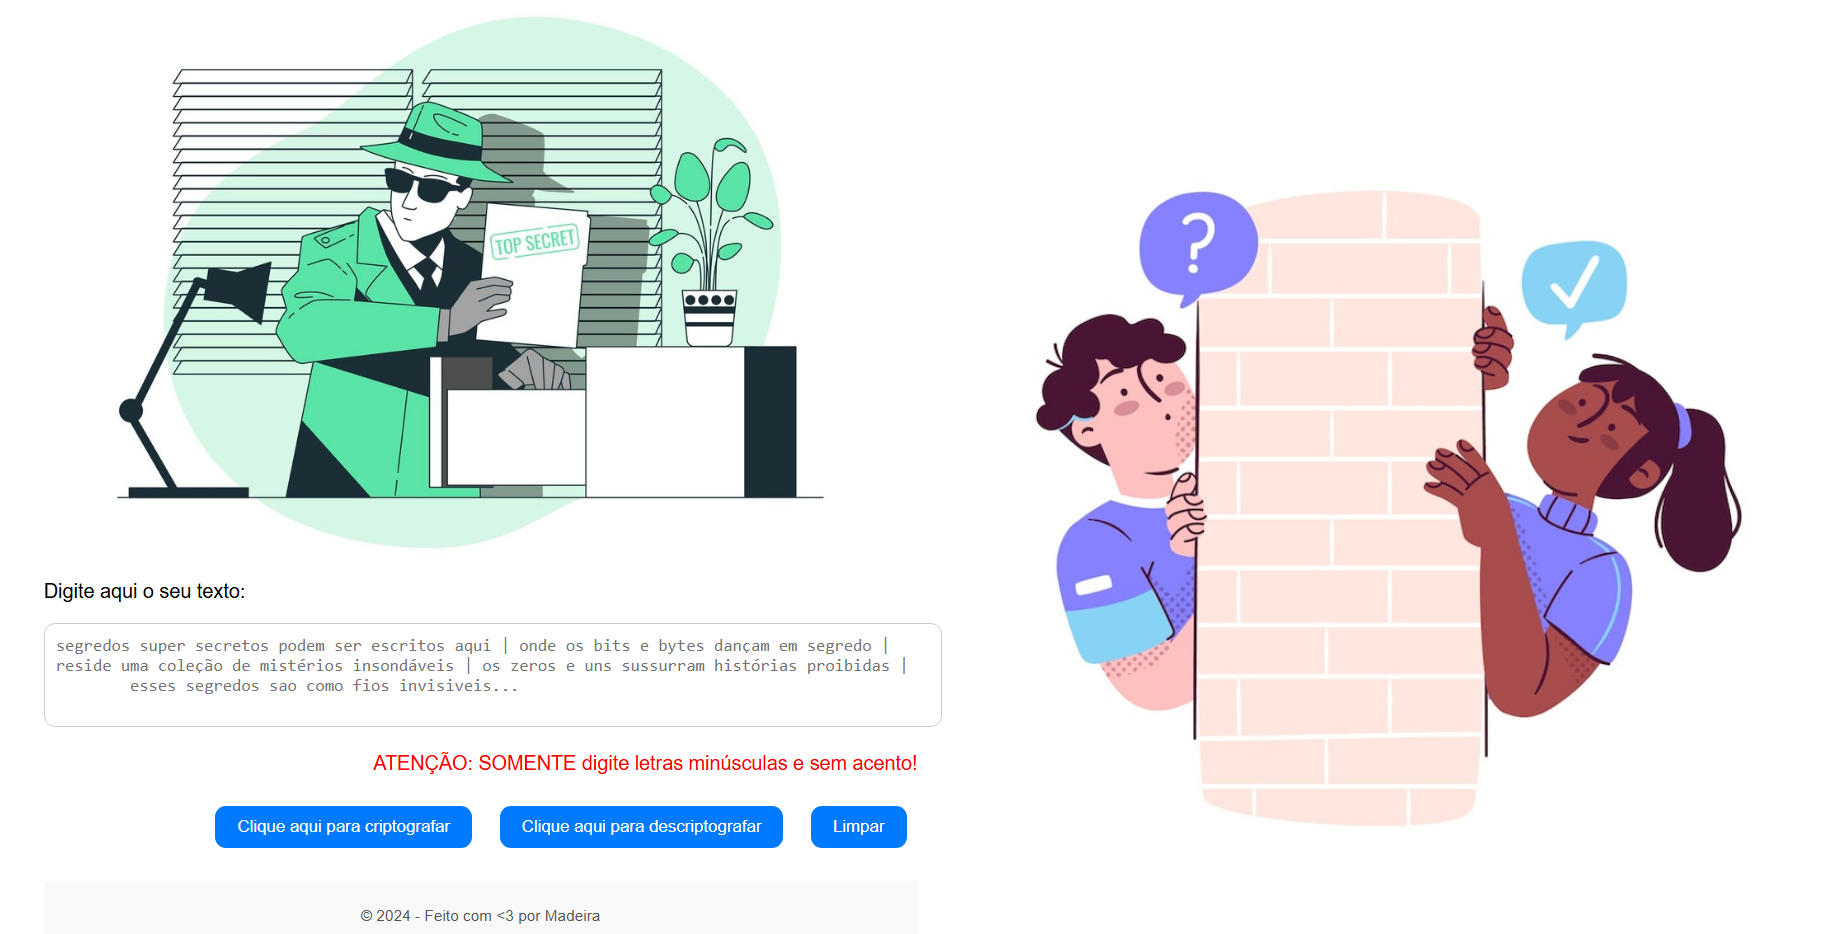 TOP SECRET
?
Digite aqui o seu texto:
segredos super secretos podem ser escritos aqui | onde os bits e bytes dançam em segredo |
reside uma coleção de mistérios insondáveis | os zeros e uns sussurram histórias proibidas |
esses segredos sao como fios invisiveis...
ATENÇÃO: SOMENTE digite letras minúsculas e sem acento!
Clique aqui para criptografar
Clique aqui para descriptografar
Limpar
© 2024 - Feito com <3 por Madeira